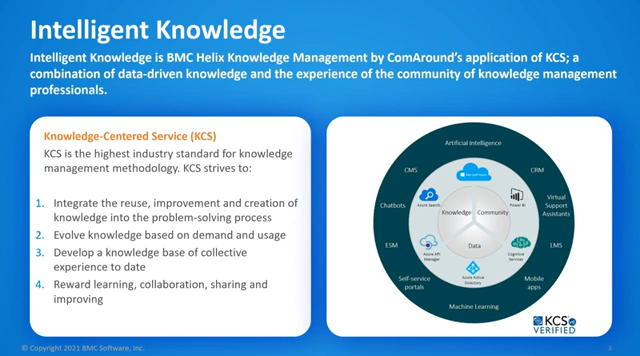 Intelligent Knowledge
Intelligent Knowledge is BMC Helix Knowledge Management by ComAround's application of KCS; a
combination of data-driven knowledge and the experience of the community of knowledge management
professionals.
Knowledge-Centered Service (KCS)
KCS is the highest industry standard for knowledge
management methodology. KCS strives to:
1. Integrate the reuse, improvement and creation of
knowledge into the problem-solving process
2. Evolve knowledge based on demand and usage
3. Develop a knowledge base of collective
experience to date
4. Reward learning, collaboration, sharing and
improving
Artificial Intelligence
CMS
CRM
Microsoft Azure
Azure Search
Power BI
Chatbots
Virtual
Support
Assistants
Knowledge
Community
Data
ESM
Azure API
Manager
Cognitive
Services
LMS
Azure Active
Directory
Self-service
portals
Mobile
apps
Machine Learning
KCS
VERIFIED
© Copyright 2021 BMC Software, Inc.